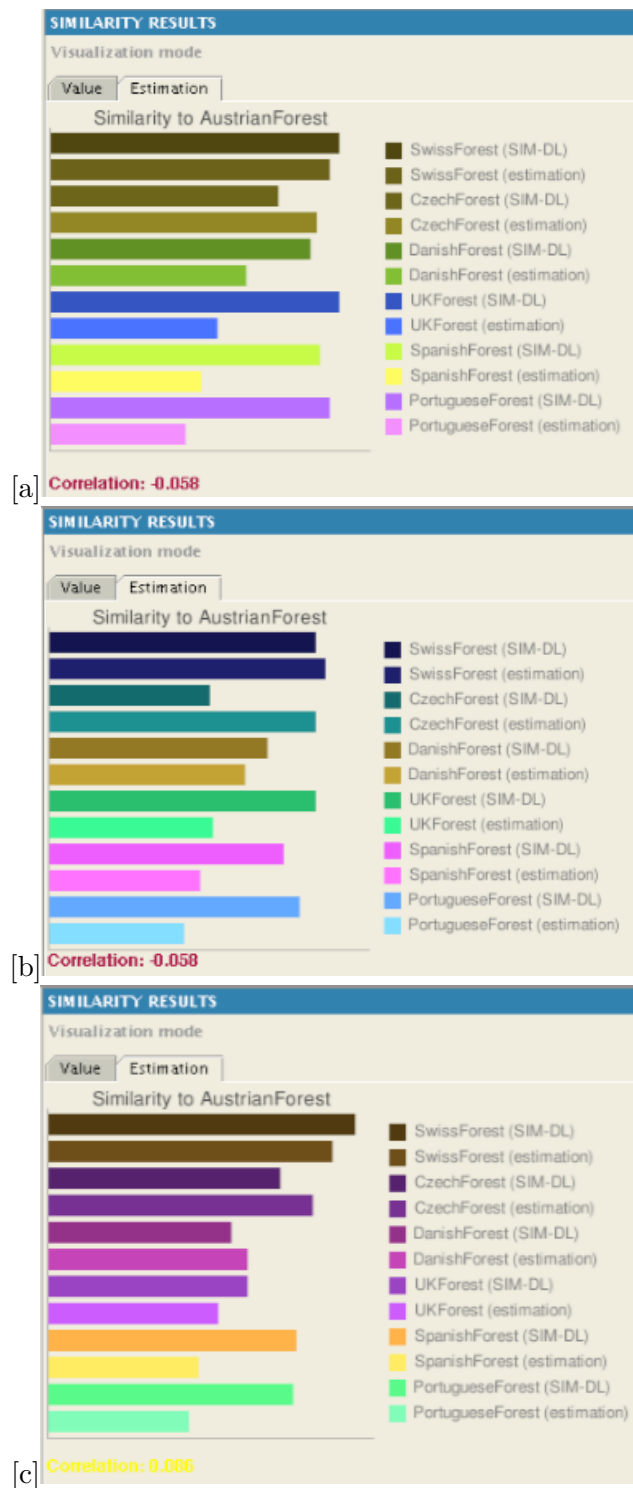 SIMILARITY RESULTS
Visualization mode
Value Estimation
Similarity to AustrianForest
SwissForest (SIM-DL)
SwissForest (estimation)
CzechForest (SIM-DL)
CzechForest (estimation)
DanishForest (SIM-DL)
DanishForest (estimation)
UKForest (SIM-DL)
UKForest (estimation)
SpanishForest (SIM-DL)
SpanishForest (estimation)
PortugueseForest (SIM-DL)
PortugueseForest (estimation)
[a] Correlation: -0.058
SIMILARITY RESULTS
Visualization mode
Value Estimation
Similarity to AustrianForest
SwissForest (SIM-DL)
SwissForest (estimation)
CzechForest (SIM-DL)
CzechForest (estimation)
DanishForest (SIM-DL)
DanishForest (estimation)
UKForest (SIM-DL)
UKForest (estimation)
SpanishForest (SIM-DL)
SpanishForest (estimation)
PortugueseForest (SIM-DL)
PortugueseForest (estimation)
[b] Correlation: -0.058
SIMILARITY RESULTS
Visualization mode
Value Estimation
Similarity to AustrianForest
SwissForest (SIM-DL)
SwissForest (estimation)
CzechForest (SIM-DL)
CzechForest (estimation)
DanishForest (SIM-DL)
DanishForest (estimation)
UKForest (SIM-DL)
UKForest (estimation)
SpanishForest (SIM-DL)
SpanishForest (estimation)
PortugueseForest (SIM-DL)
PortugueseForest (estimation)
[c] Correlation: 0.086